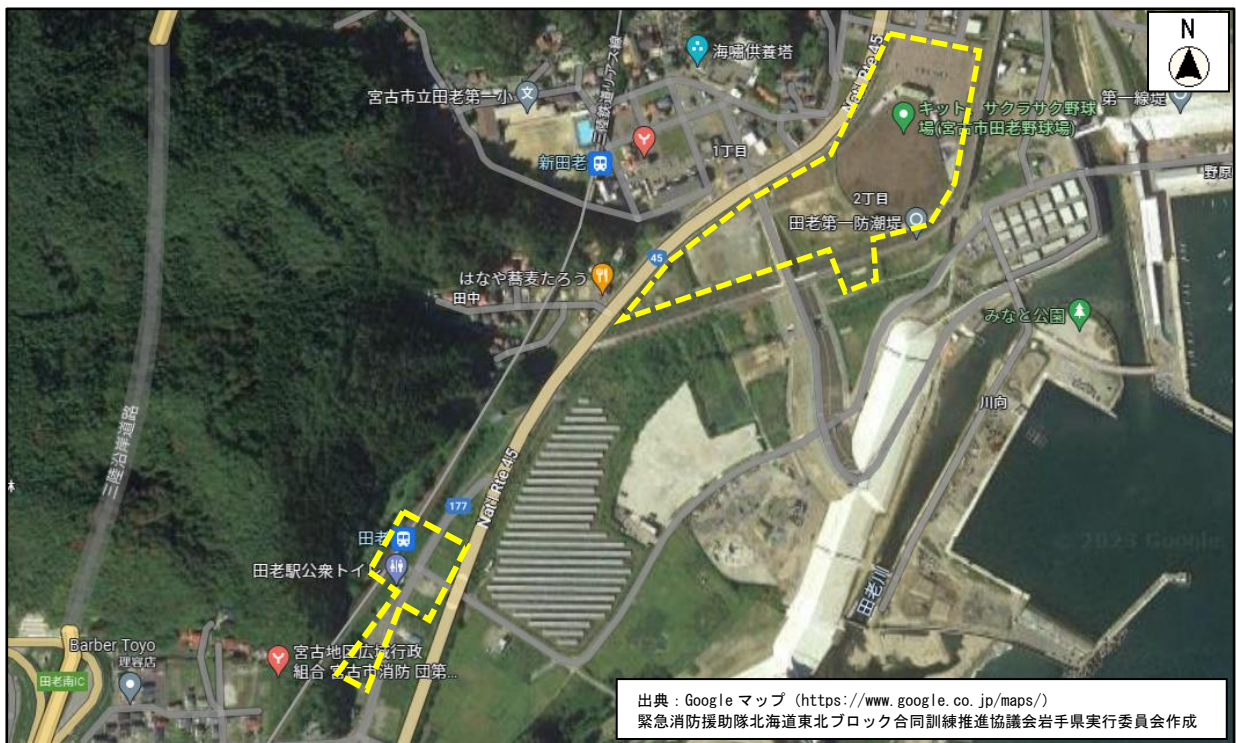 N
海嘯供養塔
Nat'l Rte 45
宮古市立田老第一小
三陸鉄道リアス線
キット、サクラサク野球
場(宮古市田老野球場)
第一線堤
1丁目
新田老
野原
2丁目
田老第一防潮堤
45
はなや蕎麦たろう
田中
みなと公園
川向
三陸沿岸道路
Nat'l Rte 45
177
田老
田老駅公衆トイレ
田老川
Barber Toyo
理容店
宮古地区広域行政
組合 宮古市消防 団第...
田老南IC
出典：Google マップ (https://www.google.co.jp/maps/)
緊急消防援助隊北海道東北ブロック合同訓練推進協議会岩手県実行委員会作成